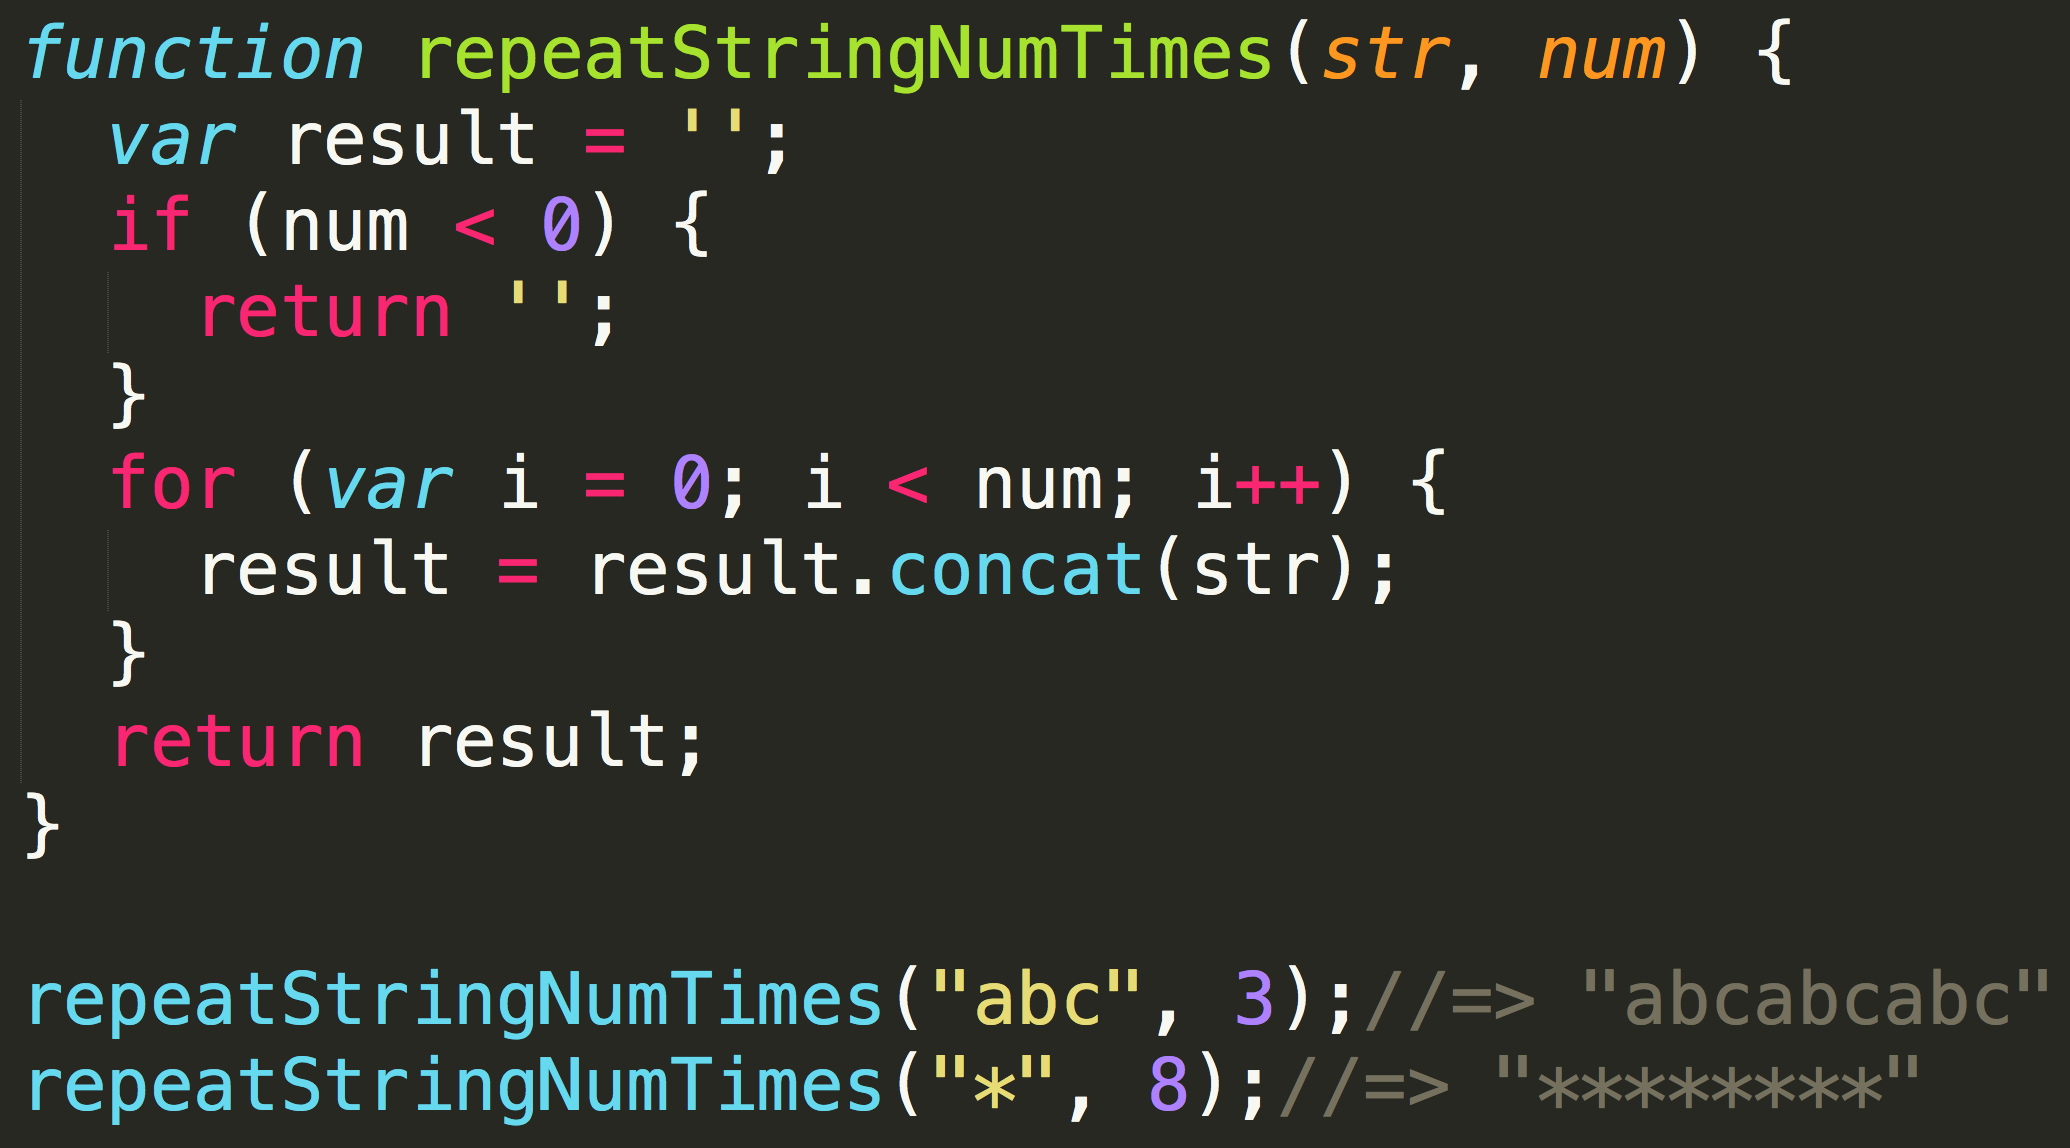 function repeatStringNumTimes(str, num) {
  var result = '';
  if (num < 0) {
    return '';
  }
  for (var i = 0; i < num; i++) {
    result = result.concat(str);
  }
  return result;
}

repeatStringNumTimes("abc", 3);//=> "abcabcabc"
repeatStringNumTimes("*", 8);//=> "********"